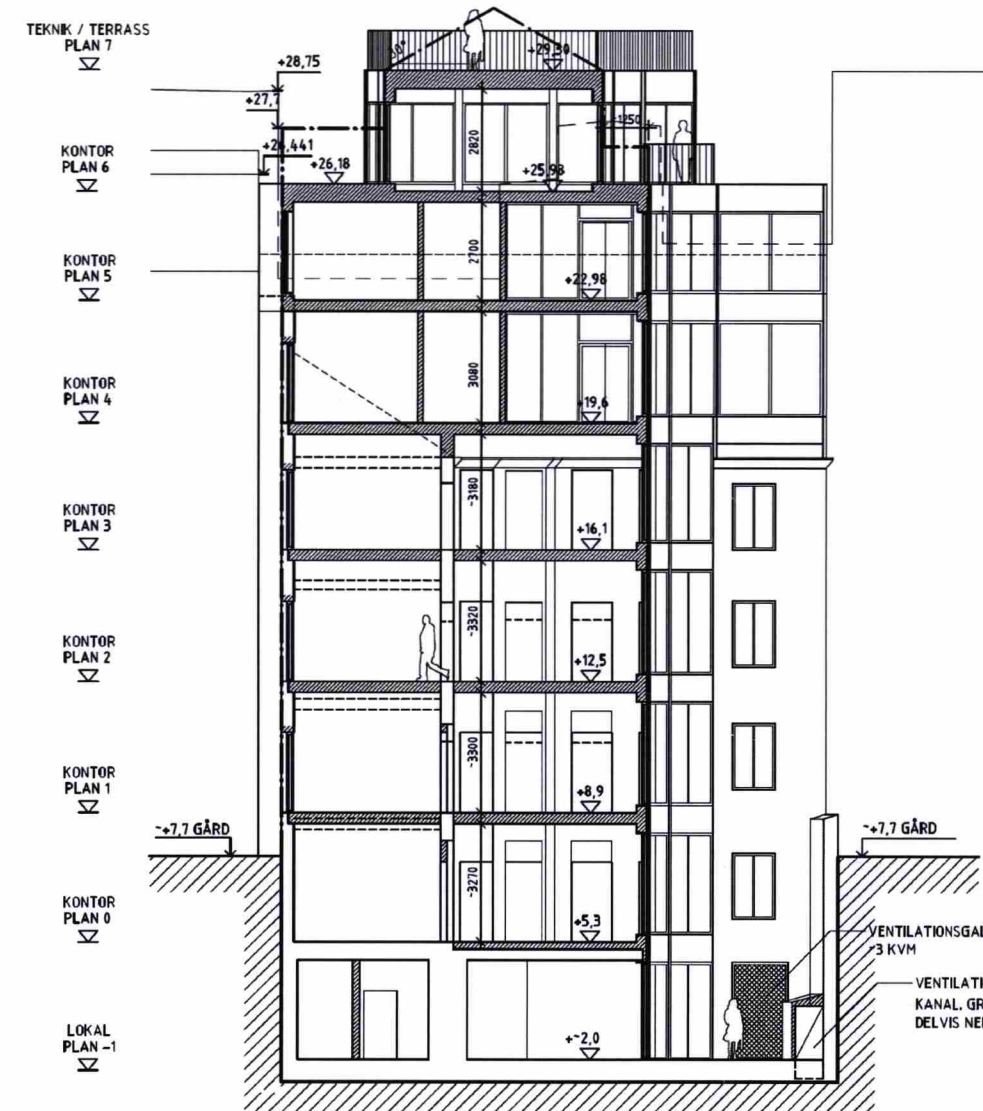 TEKNIK / TERRASS
PLAN 7
+28,75
+29,30
30°
+27,7
~1250
2820
KONTOR
PLAN 6
+26,18
+25,98
KONTOR
PLAN 5
2700
+22,98
KONTOR
PLAN 4
3080
+19,6
KONTOR
PLAN 3
~3180
+16,1
KONTOR
PLAN 2
~3320
+12,5
KONTOR
PLAN 1
~3300
+8,9
~+7,7 GÅRD
~+7,7 GÅRD
KONTOR
PLAN 0
~3270
+5,3
~3 KVM
KANAL.
LOKAL
PLAN -1
+~2,0